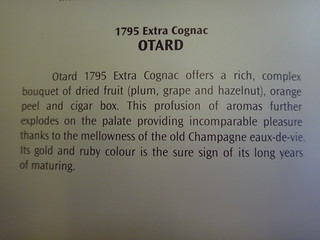 1795 Extra Cognac
OTARD
Otard 1795 Extra Cognac offers a rich, complex
bouquet of dried fruit (plum, grape and hazelnut), orange
peel and cigar box. This profusion of aromas further
explodes on the palate providing incomparable pleasure
thanks to the mellowness of the old Champagne eaux-de-vie.
Its gold and ruby colour is the sure sign of its long years
of maturing.